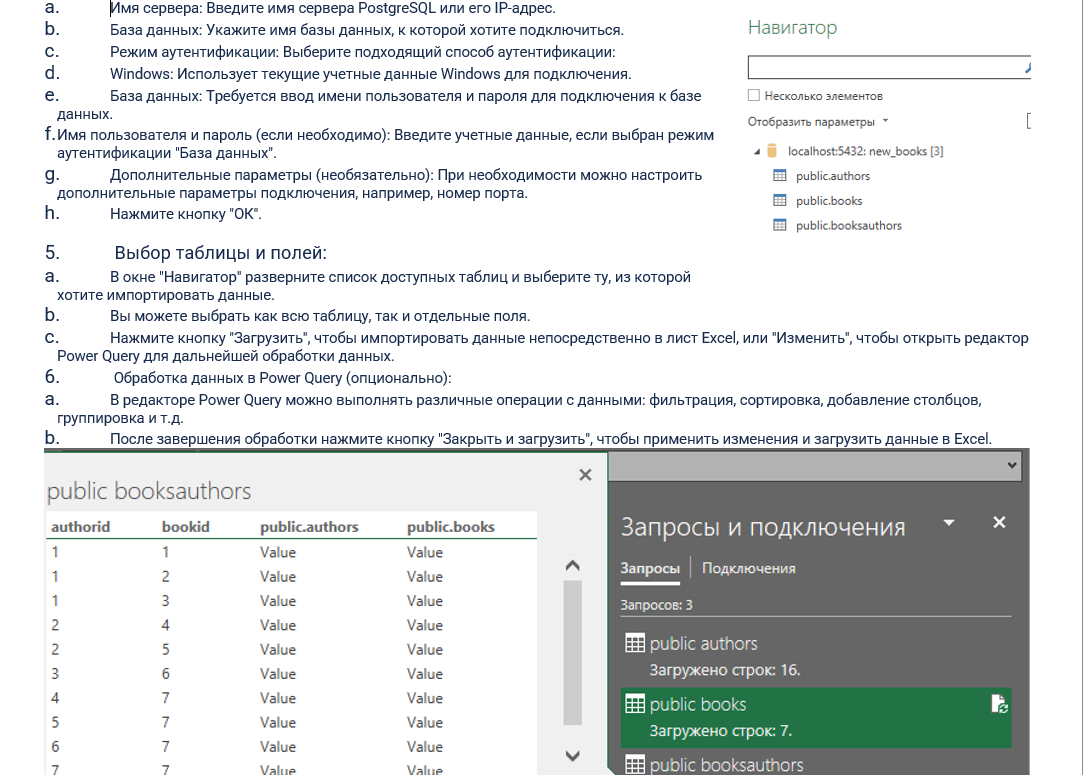 a. Имя сервера: Введите имя сервера PostgreSQL или его IP-адрес.
b. База данных: Укажите имя базы данных, к которой хотите подключиться.
c. Режим аутентификации: Выберите подходящий способ аутентификации:
d. Windows: Использует текущие учетные данные Windows для подключения.
e. База данных: Требуется ввод имени пользователя и пароля для подключения к базе
данных.
f. Имя пользователя и пароль (если необходимо): Введите учетные данные, если выбран режим
аутентификации "База данных".
g. Дополнительные параметры (необязательно): При необходимости можно настроить
дополнительные параметры подключения, например, номер порта.
h. Нажмите кнопку "ОК".
Навигатор
Несколько элементов
Отобразить параметры
localhost:5432: new_books [3]
public.authors
public.books
public.booksauthors
5. Выбор таблицы и полей:
a. В окне "Навигатор" разверните список доступных таблиц и выберите ту, из которой
хотите импортировать данные.
b. Вы можете выбрать как всю таблицу, так и отдельные поля.
c. Нажмите кнопку "Загрузить", чтобы импортировать данные непосредственно в лист Excel, или "Изменить", чтобы открыть редактор
Power Query для дальнейшей обработки данных.
6. Обработка данных в Power Query (опционально):
a. В редакторе Power Query можно выполнять различные операции с данными: фильтрация, сортировка, добавление столбцов,
группировка и т.д.
b. После завершения обработки нажмите кнопку "Закрыть и загрузить", чтобы применить изменения и загрузить данные в Excel.
public booksauthors
authorid bookid public.authors public.books
1 1 Value Value
1 2 Value Value
1 3 Value Value
2 4 Value Value
2 5 Value Value
3 6 Value Value
4 7 Value Value
5 7 Value Value
6 7 Value Value
7 7 Value Value
Запросы и подключения
Запросы Подключения
Запросов: 3
public authors
Загружено строк: 16.
public books
Загружено строк: 7.
public booksauthors